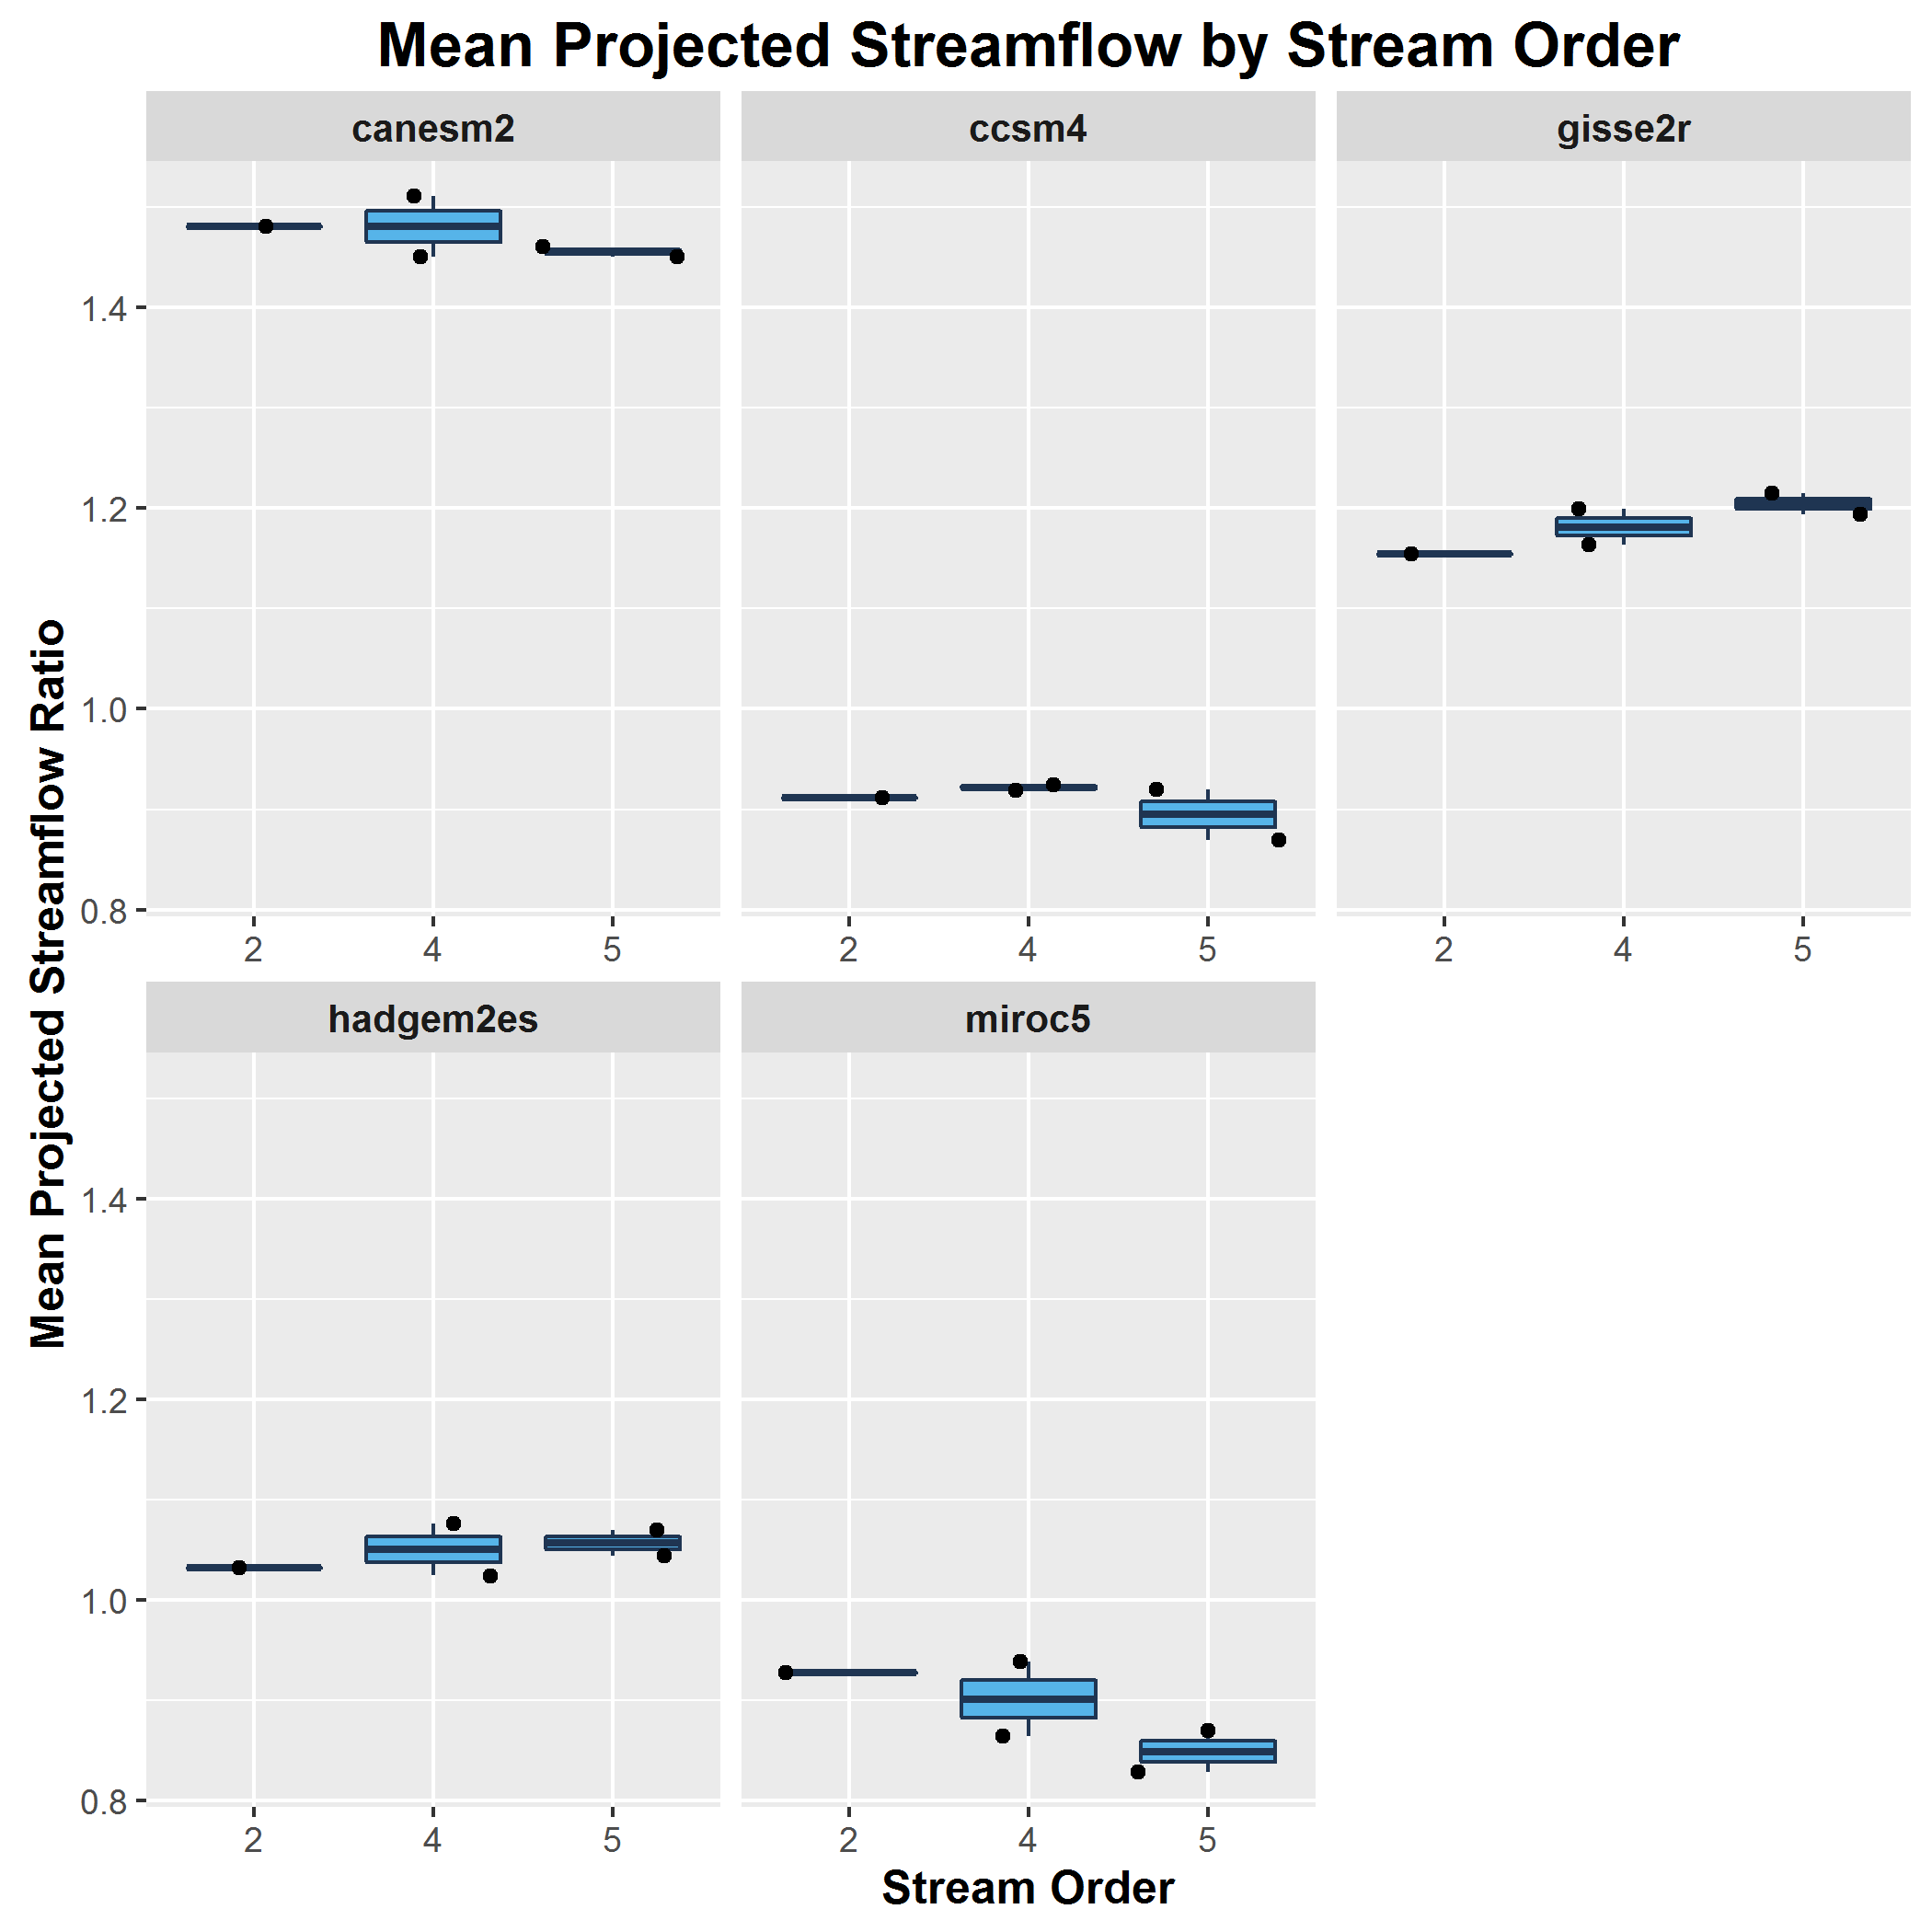 Mean Projected Streamflow by Stream Order
canesm2
ccsm4
gisse2r
1.4
1.2
1.0
0.8
2 4 5
2 4 5
2 4 5
Mean Projected Streamflow Ratio
hadgem2es
miroc5
1.4
1.2
1.0
0.8
2 4 5
2 4 5
Stream Order